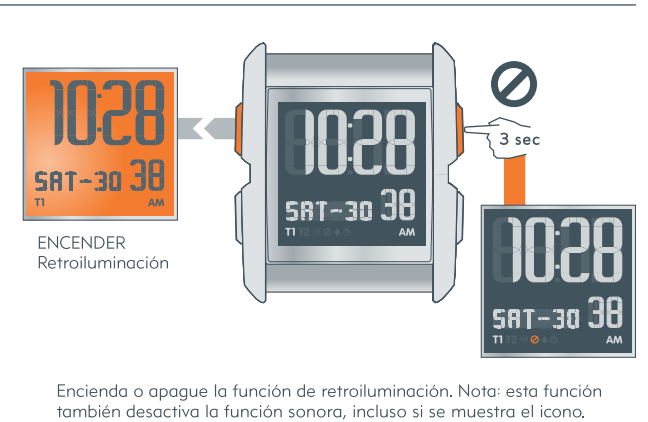 10:28
SAT-30 38
T1 AM
ENCENDER
Retroiluminación
10:28
SAT-30 38
T1 T2 AM
3 sec
10:28
SAT-30 38
T1 T2 AM
Encienda o apague la función de retroiluminación. Nota: esta función
también desactiva la función sonora, incluso si se muestra el icono.